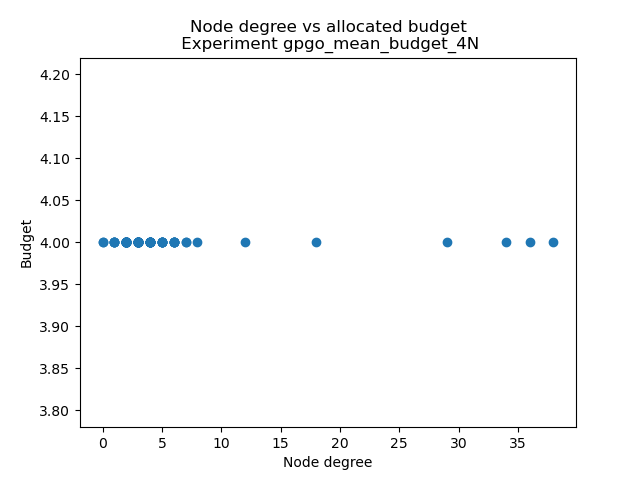 Node degree vs allocated budget
Experiment gpgo_mean_budget_4N
4.20
4.15
4.10
4.05
4.00
3.95
3.90
3.85
3.80
Budget
0 5 10 15 20 25 30 35
Node degree